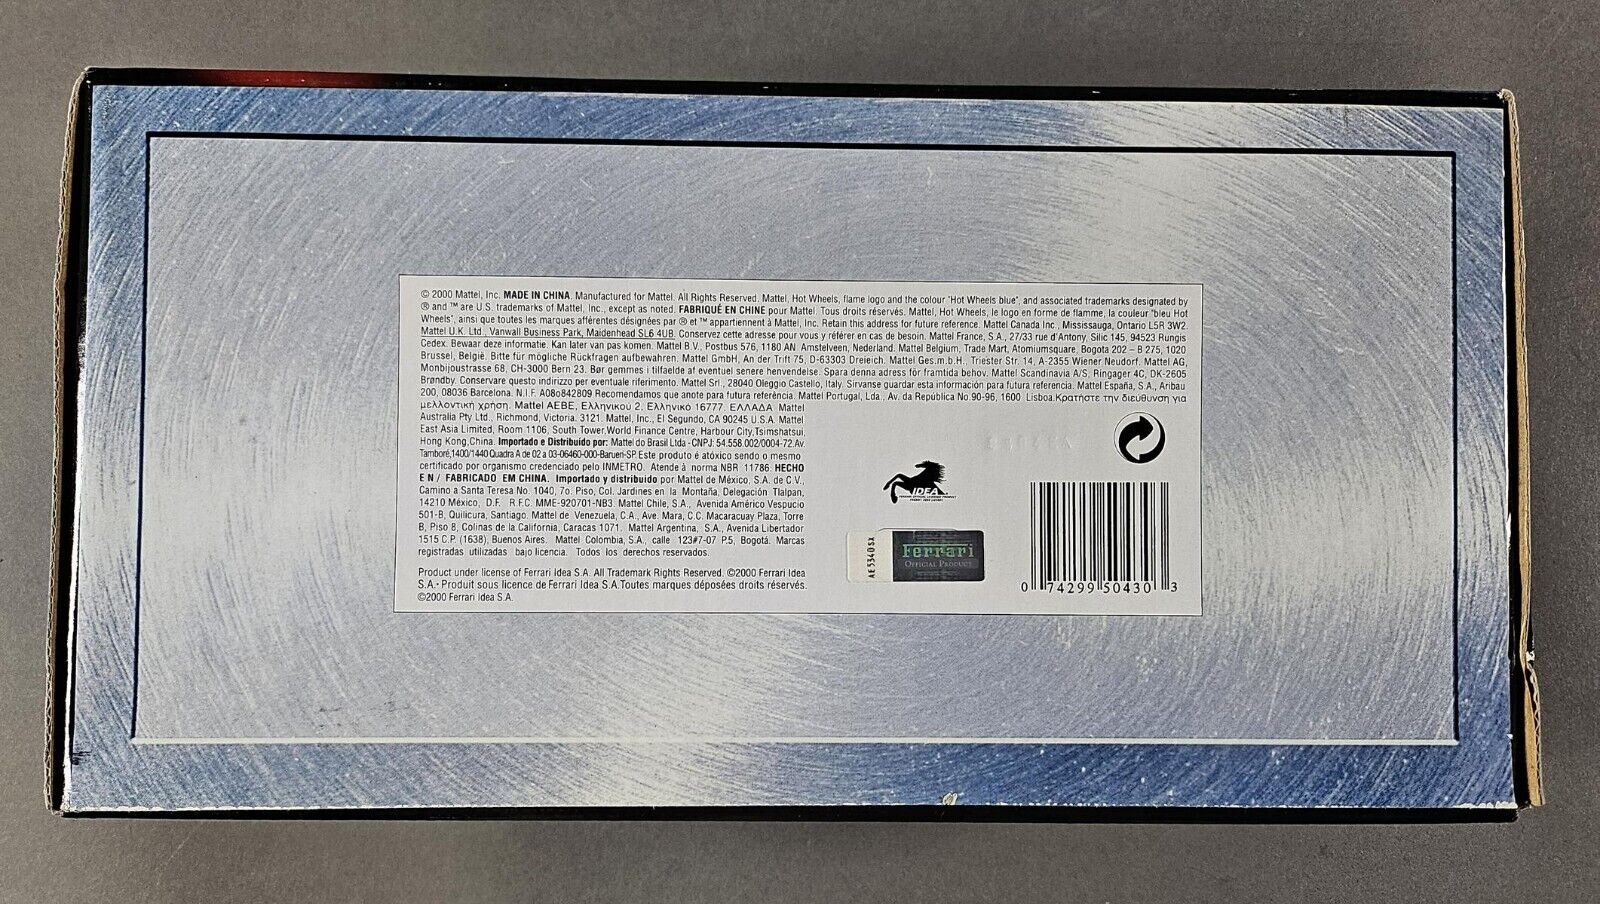 © 2000 Mattel, Inc. MADE IN CHINA. Manufactured for Mattel. All Rights Reserved. Mattel, Hot Wheels, flame logo and the colour "Hot Wheels blue", and associated trademarks designated by
® and ™ are U.S. trademarks of Mattel, Inc., except as noted. FABRIQUÉ EN CHINE pour Mattel. Tous droits réservés. Mattel, Hot Wheels, le logo en forme de flamme, la couleur "bleu Hot
Wheels", ainsi que toutes les marques afférentes désignées par ® et ™ appartiennent à Mattel, Inc. Retain this address for future reference. Mattel Canada Inc., Mississauga, Ontario L5R 3W2.
Mattel U.K. Ltd., Vanwall Business Park, Maidenhead SL6 4UB. Conservez cette adresse pour vous y référer en cas de besoin. Mattel France, S.A., 27/33 rue d'Antony, Silic 145, 94523 Rungis
Cedex. Bewaar deze informatie. Kan later van pas komen. Mattel B.V., Postbus 576, 1180 AN Amstelveen, Nederland. Mattel Belgium, Trade Mart, Atomiumsquare, Bogota 202 - B 275, 1020
Brussel, België. Bitte für mögliche Rückfragen aufbewahren. Mattel GmbH, An der Trift 75, D-63303 Dreieich. Mattel Ges.m.b.H., Triester Str. 14, A-2355 Wiener Neudorf. Mattel AG,
Monbijoustrasse 68, CH-3000 Bern 23. Bør gemmes i tilfælde af eventuel senere henvendelse. Spara denna adress för framtida behov. Mattel Scandinavia A/S, Ringager 4C, DK-2605
Brøndby. Conservare questo indirizzo per eventuale riferimento. Mattel Srl., 28040 Oleggio Castello, Italy. Sirvanse guardar esta información para futura referencia. Mattel España, S.A., Aribau
200, 08036 Barcelona. N.I.F. A08o842809 Recomendamos que anote para futura referência. Mattel Portugal, Lda., Av. da República No.90-96, 1600 Lisboa.Κρατήστε την διεύθυνση για
μελλοντική χρήση. Mattel AEBE, Ελληνικού 2, Ελληνικο 16777. ΕΛΛΑΔΑ. Mattel
Australia Pty. Ltd., Richmond, Victoria. 3121. Mattel, Inc., El Segundo, CA 90245 U.S.A. Mattel
East Asia Limited, Room 1106, South Tower,World Finance Centre, Harbour City,Tsimshatsui,
Hong Kong,China. Importado e Distribuido por: Mattel do Brasil Ltda - CNPJ: 54.558.002/0004-72.Av.
Tamboré,1400/1440 Quadra A de 02 a 03-06460-000-Barueri-SP.Este produto é atóxico sendo o mesmo
certificado por organismo credenciado pelo INMETRO. Atende à norma NBR 11786. HECHO
EN / FABRICADO EM CHINA. Importado y distribuido por Mattel de México, S.A. de C.V.,
Camino a Santa Teresa No. 1040, 7o. Piso, Col. Jardines en la Montaña, Delegación Tlalpan,
14210 México, D.F. R.F.C. MME-920701-NB3. Mattel Chile, S.A., Avenida Américo Vespucio
501-B, Quilicura, Santiago. Mattel de Venezuela, C.A., Ave. Mara, C.C. Macaracuay Plaza, Torre
B, Piso 8, Colinas de la California, Caracas 1071. Mattel Argentina, S.A., Avenida Libertador
1515 C.P. (1638), Buenos Aires. Mattel Colombia, S.A., calle 123#7-07 P.5, Bogotá. Marcas
registradas utilizadas bajo licencia. Todos los derechos reservados.
Product under license of Ferrari Idea S.A. All Trademark Rights Reserved. ©2000 Ferrari Idea
S.A.• Produit sous licence de Ferrari Idea S.A.Toutes marques déposées droits réservés.
©2000 Ferrari Idea S.A.
IDEA
AE5340SX
Ferrari
OFFICIAL PRODUCT
0 74299 50430 3